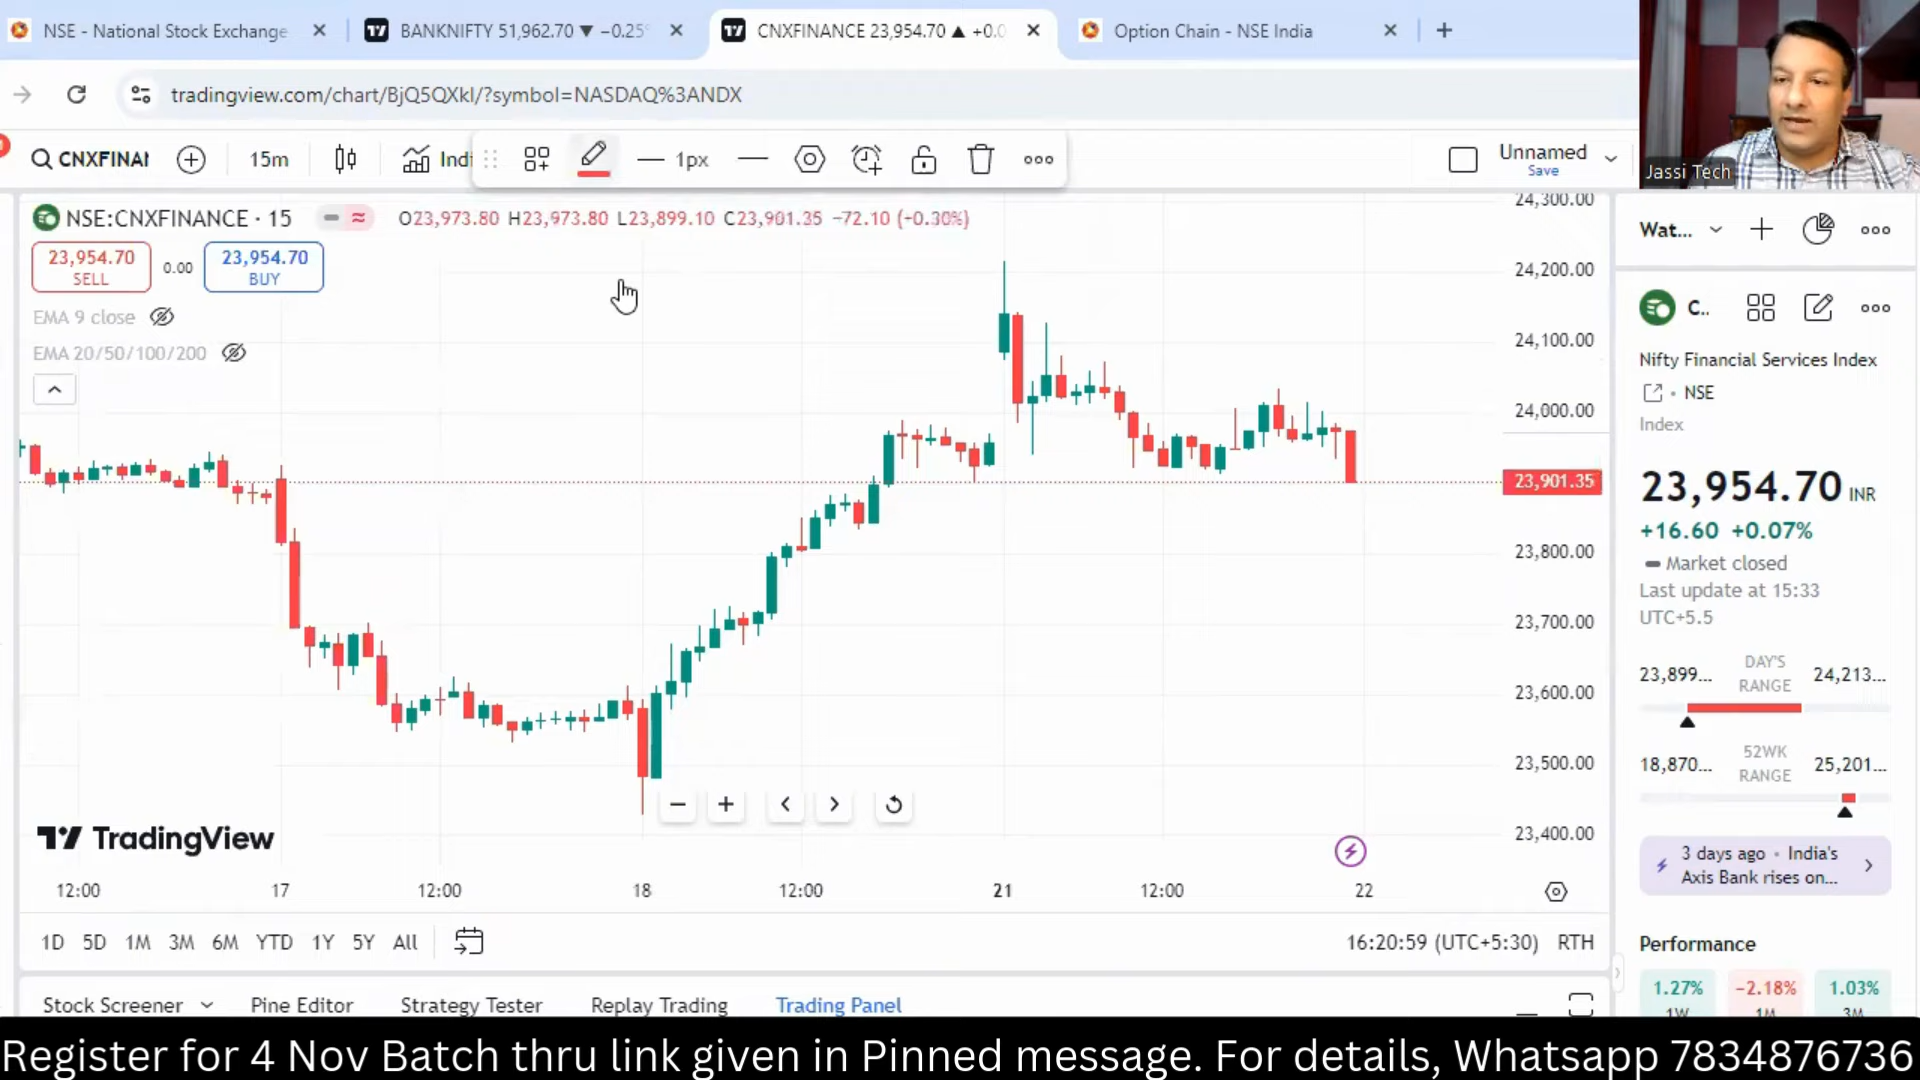 NSE - National Stock Exchange
BANKNIFTY 51,962.70 ▼ −0.25%
CNXFINANCE 23,954.70 ▲ +0.0
Option Chain - NSE India
tradingview.com/chart/BjQ5QXkI/?symbol=NASDAQ%3ANDX
CNXFINAI
15m
Indi
1px
Unnamed
Save
Jassi Tech
NSE:CNXFINANCE · 15
O23,973.80 H23,973.80 L23,899.10 C23,901.35 −72.10 (−0.30%)
23,954.70
SELL
0.00
23,954.70
BUY
EMA 9 close
EMA 20/50/100/200
24,300.00
24,200.00
24,100.00
24,000.00
23,901.35
23,800.00
23,700.00
23,600.00
23,500.00
23,400.00
TradingView
12:00 17 12:00 18 12:00 21 12:00 22
1D 5D 1M 3M 6M YTD 1Y 5Y All
16:20:59 (UTC+5:30) RTH
Stock Screener Pine Editor Strategy Tester Replay Trading Trading Panel
Wat...
C..
Nifty Financial Services Index
NSE
Index
23,954.70 INR
+16.60 +0.07%
Market closed
Last update at 15:33
UTC+5.5
23,899... DAY'S RANGE 24,213...
18,870... 52WK RANGE 25,201...
3 days ago • India's
Axis Bank rises on...
Performance
1.27% −2.18% 1.03%
1W 1M 3M
Register for 4 Nov Batch thru link given in Pinned message. For details, Whatsapp 7834876736